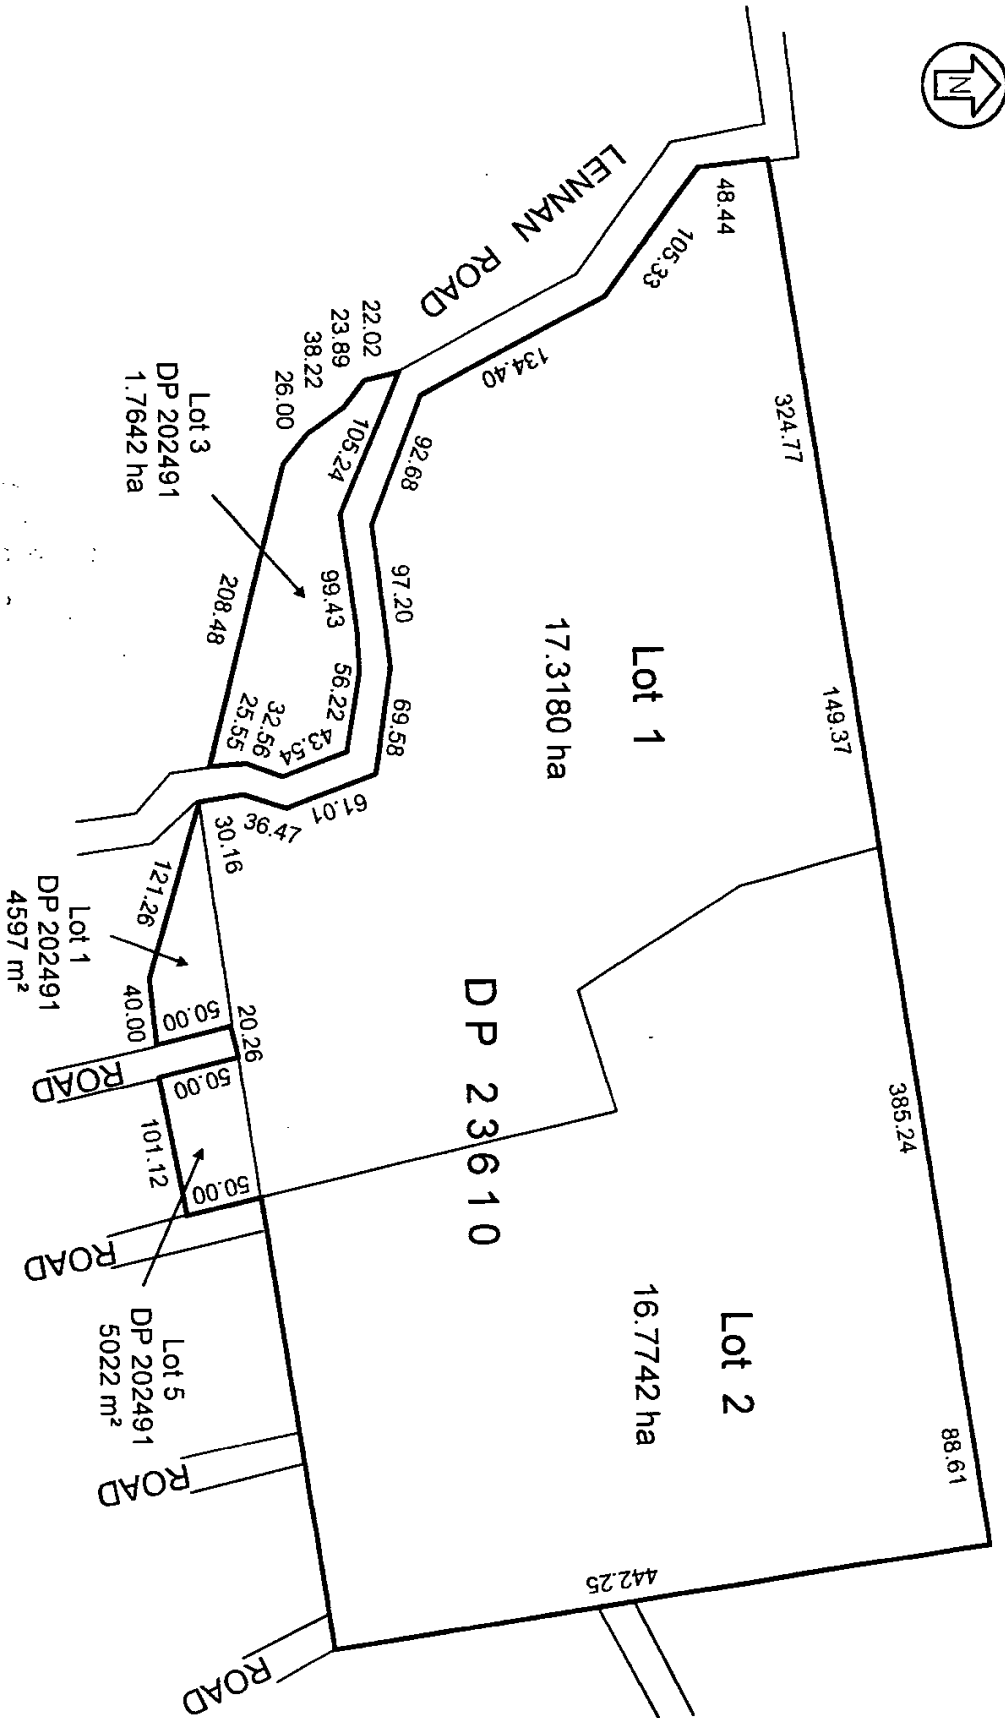 N
LENNAN ROAD
48.44
105.33
134.40
92.68
97.20
69.58
61.01
36.47
30.16
324.77
149.37
385.24
88.61
442.25
Lot 1
17.3180 ha
Lot 2
16.7742 ha
DP 23610
22.02
23.89
38.22
26.00
105.24
99.43
56.22
43.54
32.56
25.55
208.48
Lot 3
DP 202491
1.7642 ha
121.26
40.00
50.00
20.26
50.00
101.12
50.00
Lot 1
DP 202491
4597 m²
Lot 5
DP 202491
5022 m²
ROAD
ROAD
ROAD
ROAD